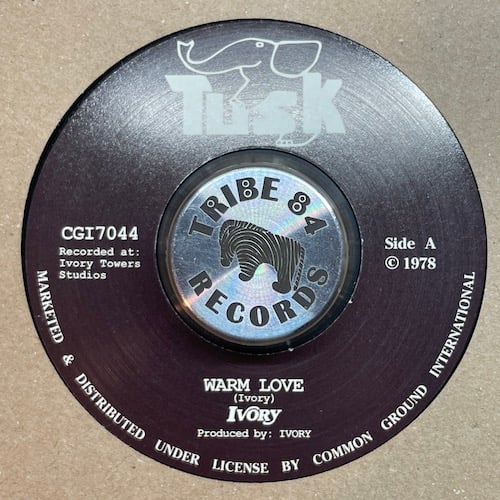 Tusk
TRIBE 84
RECORDS
CGI7044
Recorded at:
Ivory Towers
Studios
Side A
© 1978
WARM LOVE
(Ivory)
IVORY
Produced by: IVORY
MARKETED & DISTRIBUTED UNDER LICENSE BY COMMON GROUND INTERNATIONAL